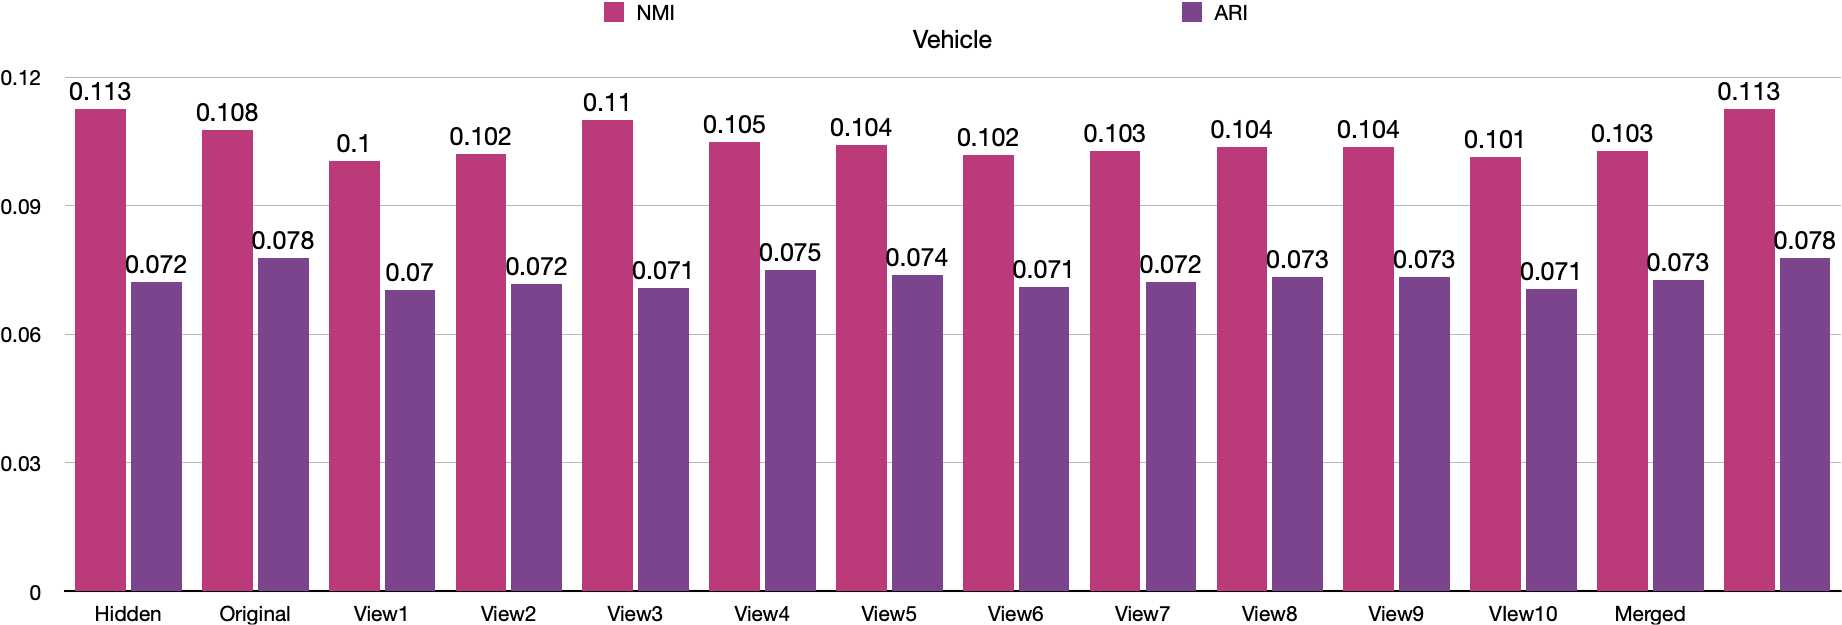 NMI ARI
Vehicle
0.12
0.113 0.108 0.1 0.102 0.11 0.105 0.104 0.102 0.103 0.104 0.104 0.101 0.103 0.113
0.09
0.072 0.078 0.07 0.072 0.071 0.075 0.074 0.071 0.072 0.073 0.073 0.071 0.073 0.078
0.06
0.03
0
Hidden Original View1 View2 View3 View4 View5 View6 View7 View8 View9 VIew10 Merged